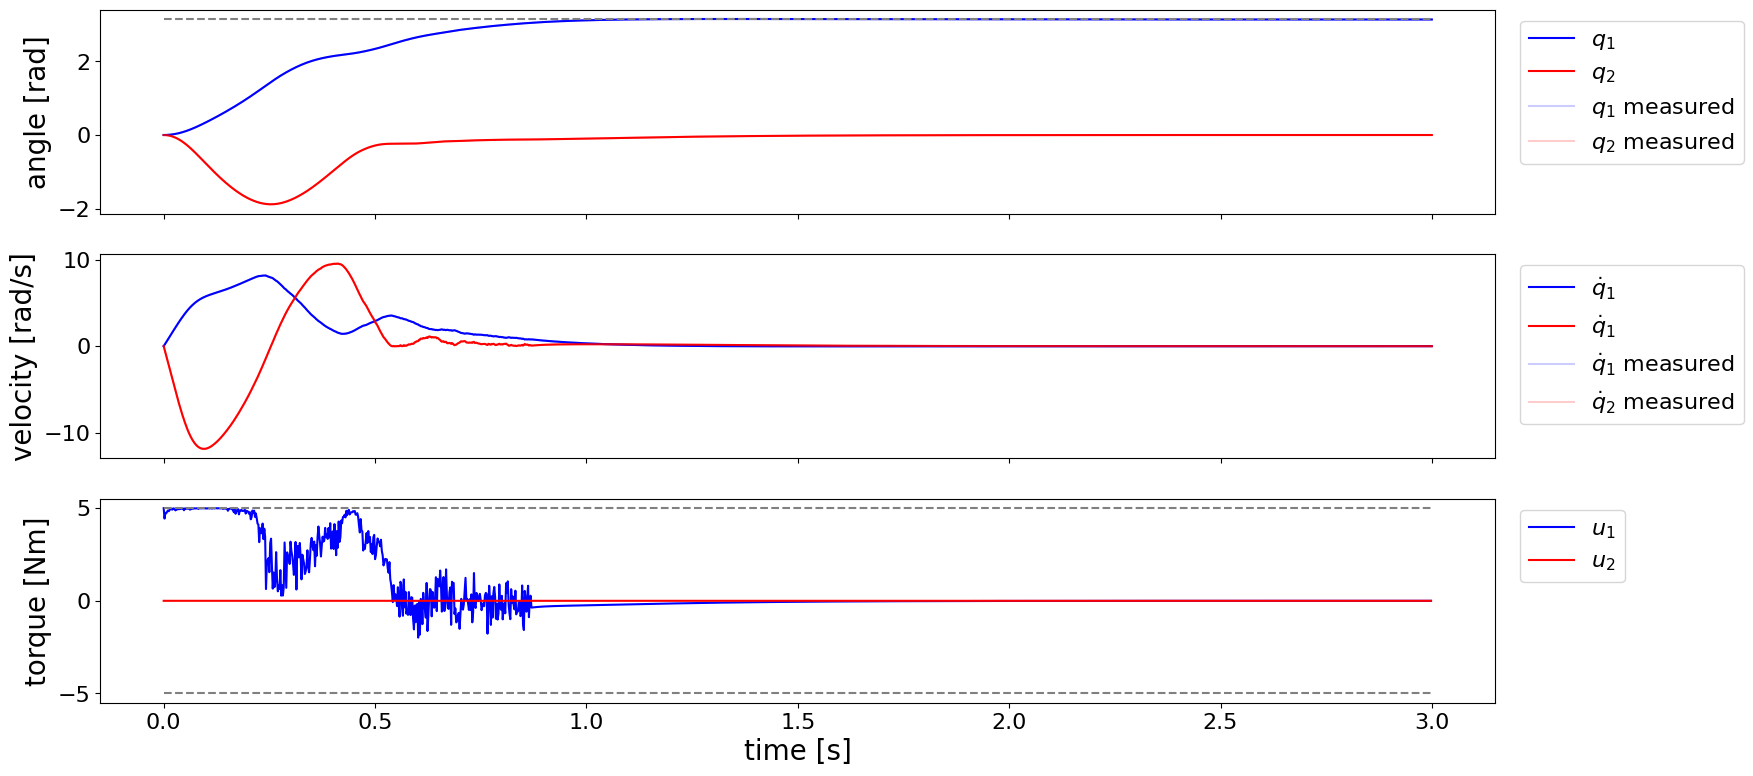 angle [rad]
2
0
−2
q₁
q₂
q₁ measured
q₂ measured
velocity [rad/s]
10
0
−10
q̇₁
q̇₁
q̇₁ measured
q̇₂ measured
torque [Nm]
5
0
−5
u₁
u₂
0.0 0.5 1.0 1.5 2.0 2.5 3.0
time [s]